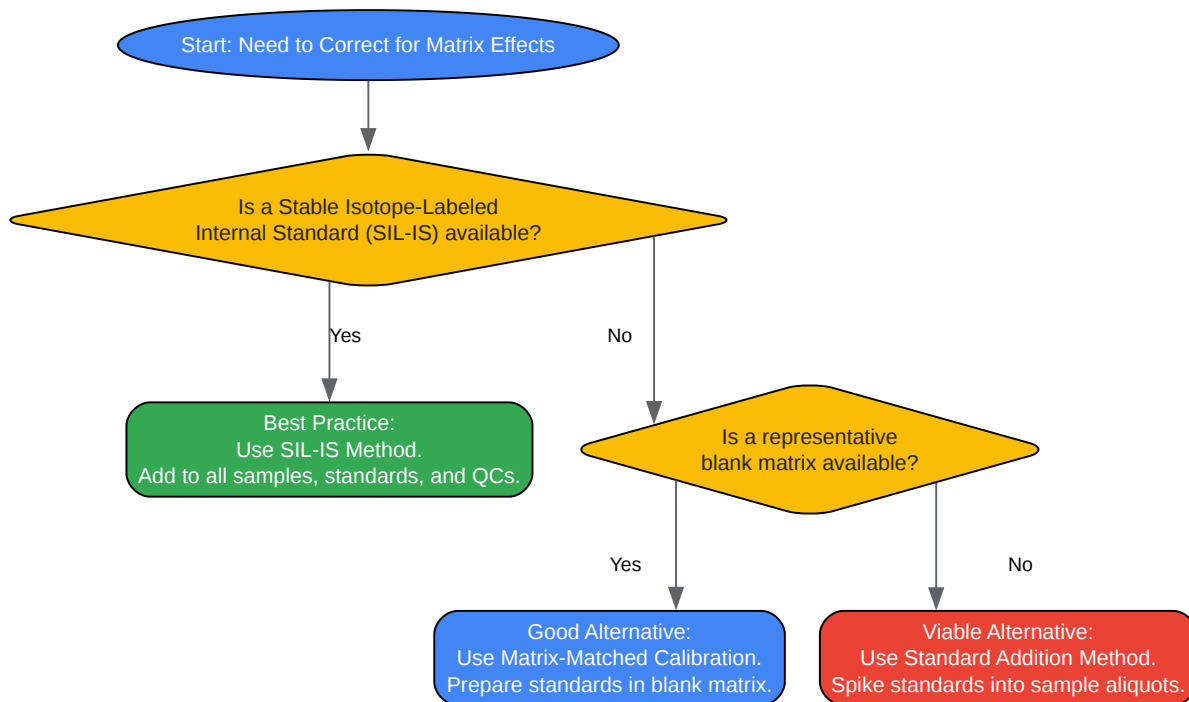 Start: Need to Correct for Matrix Effects
Is a Stable Isotope-Labeled
Internal Standard (SIL-IS) available?
Yes
No
Best Practice:
Use SIL-IS Method.
Add to all samples, standards, and QCs.
Is a representative
blank matrix available?
Yes
No
Good Alternative:
Use Matrix-Matched Calibration.
Prepare standards in blank matrix.
Viable Alternative:
Use Standard Addition Method.
Spike standards into sample aliquots.